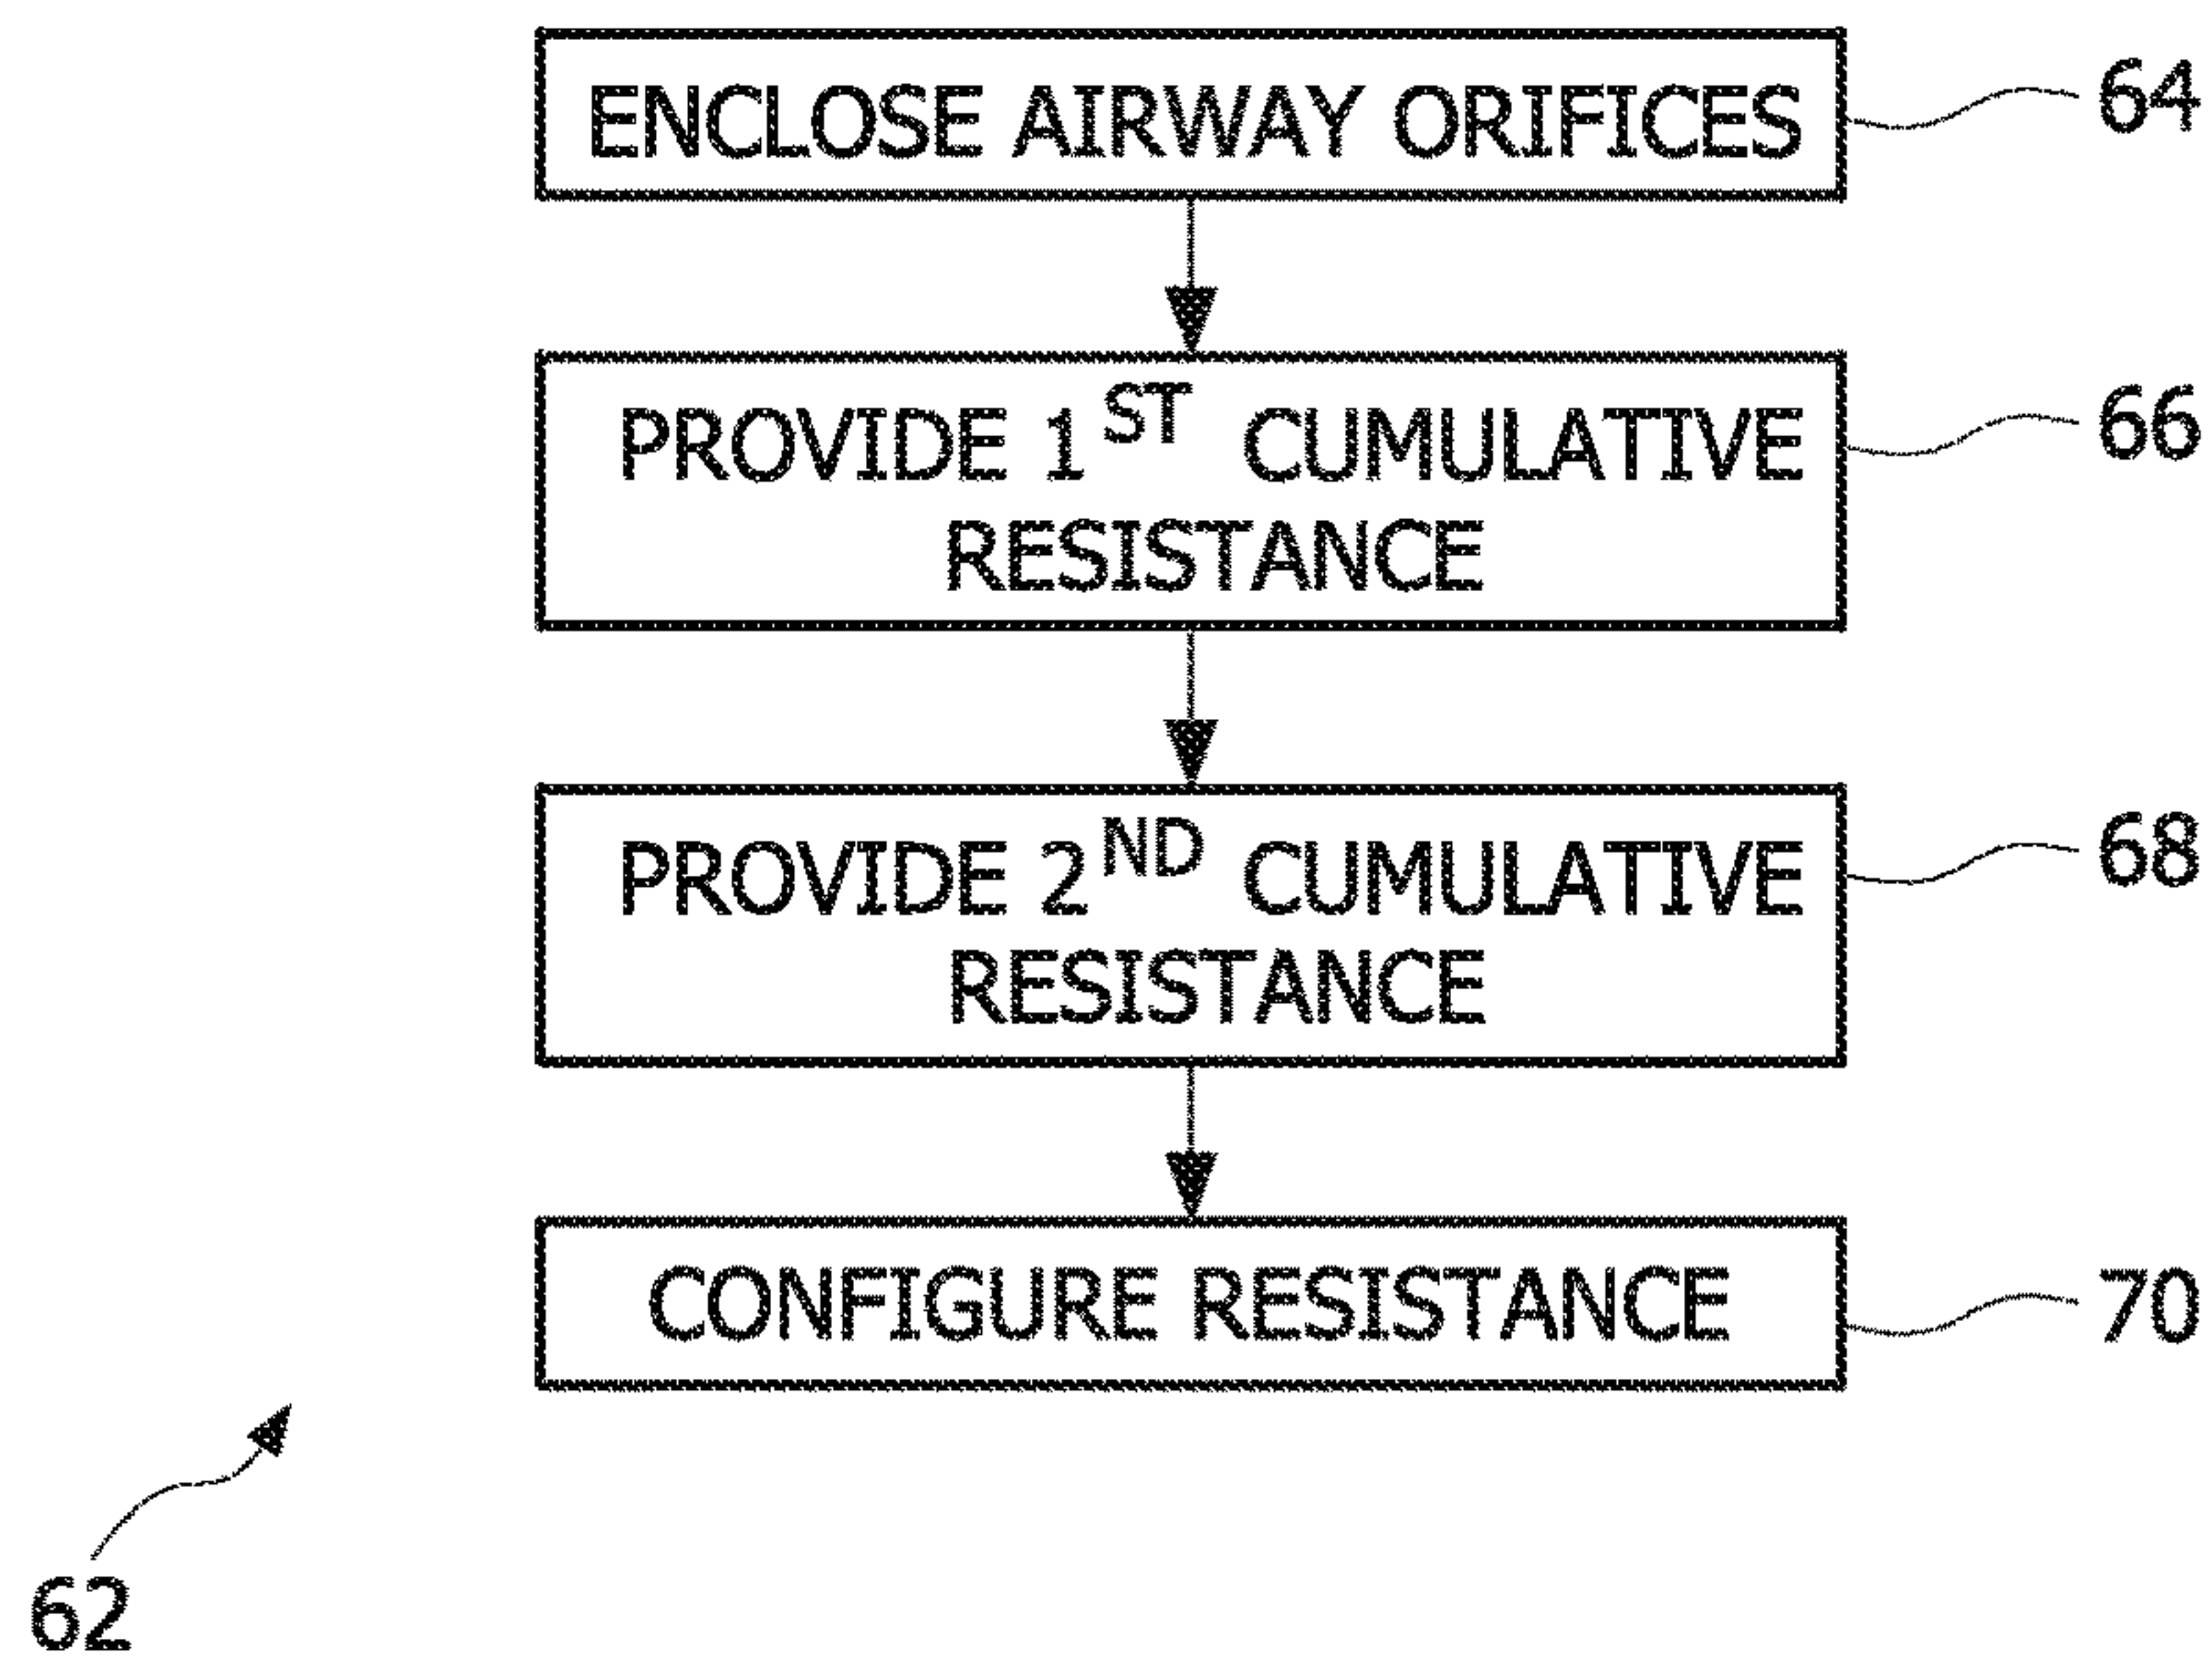 ENCLOSE AIRWAY ORIFICES
64
PROVIDE 1ST CUMULATIVE
RESISTANCE
66
PROVIDE 2ND CUMULATIVE
RESISTANCE
68
CONFIGURE RESISTANCE
70
62